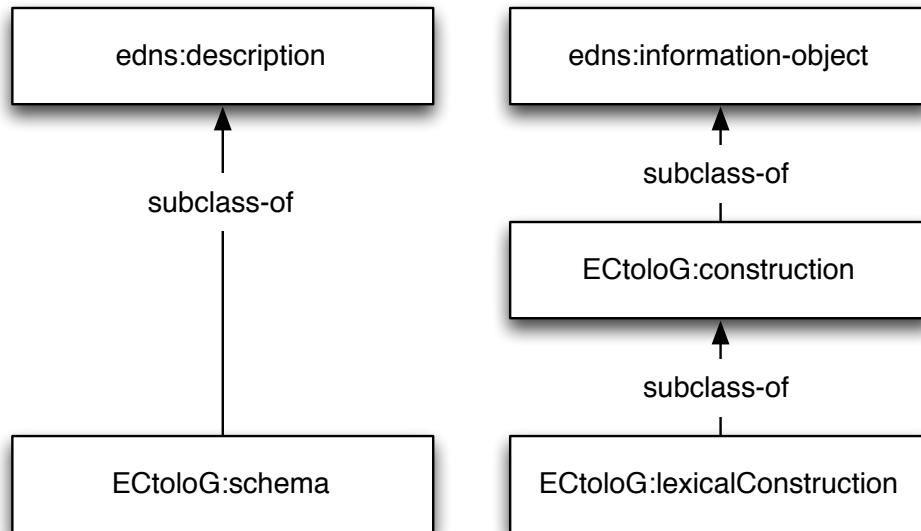 edns:description
edns:information-object
subclass-of
subclass-of
ECtoloG:construction
subclass-of
ECtoloG:schema
ECtoloG:lexicalConstruction